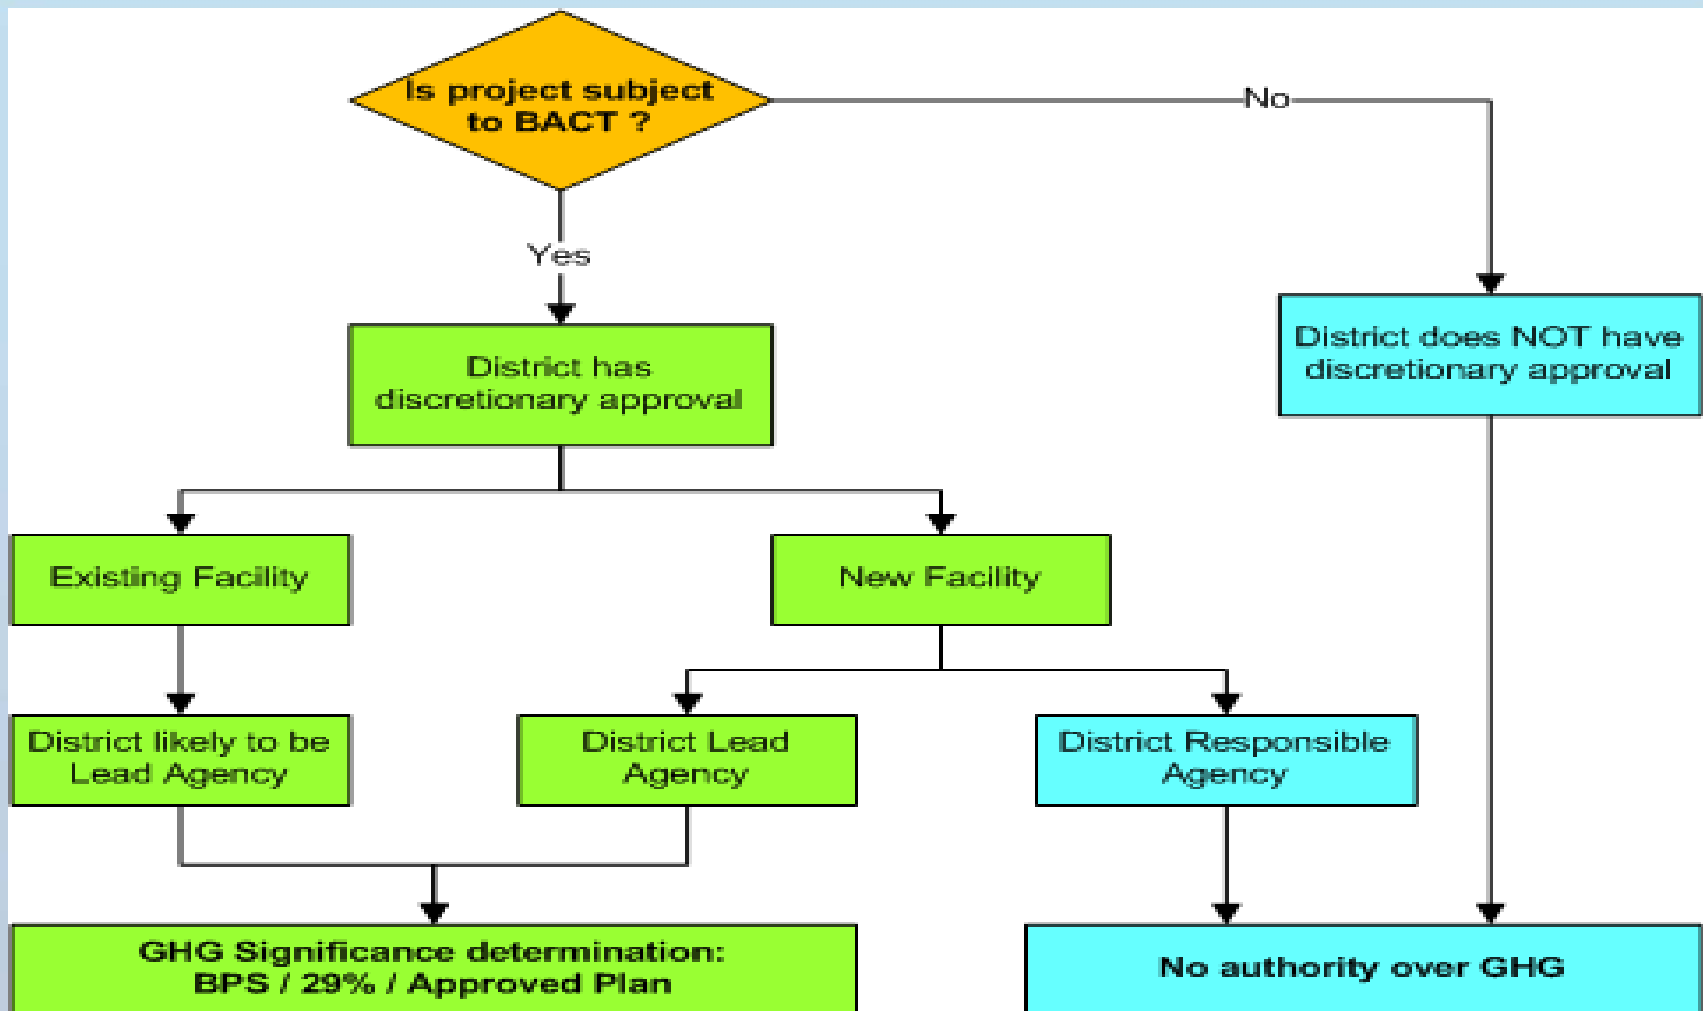 Is project subject
to BACT ?
No
Yes
District has
discretionary approval
District does NOT have
discretionary approval
Existing Facility
New Facility
District likely to be
Lead Agency
District Lead
Agency
District Responsible
Agency
GHG Significance determination:
BPS / 29% / Approved Plan
No authority over GHG